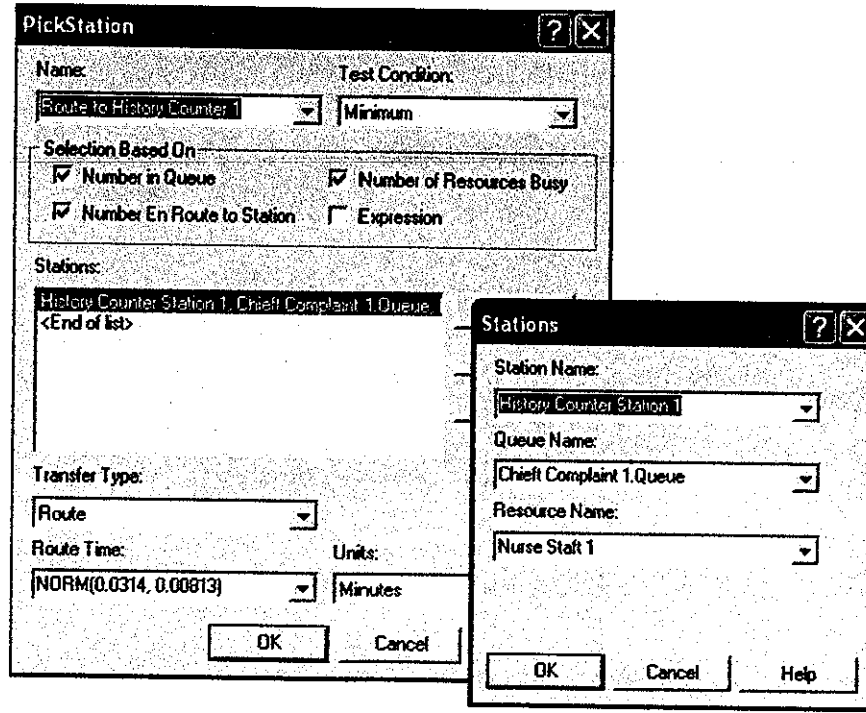 PickStation
Name:
Test Condition:
Route to History Counter 1
Minimum
Selection Based On
Number in Queue
Number of Resources Busy
Number En Route to Station
Expression
Stations:
History Counter Station 1, Chieft Complaint 1.Queue,
<End of list>
Transfer Type:
Route
Route Time:
Units:
NORM(0.0314, 0.00813)
Minutes
OK
Cancel
Stations
Station Name:
History Counter Station 1
Queue Name:
Chieft Complaint 1.Queue
Resource Name:
Nurse Staft 1
OK
Cancel
Help